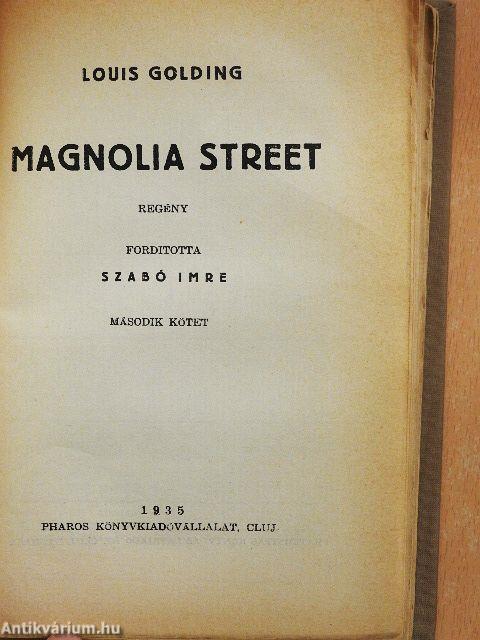 LOUIS GOLDING
MAGNOLIA STREET
REGÉNY
FORDITOTTA
SZABÓ IMRE
MÁSODIK KÖTET
1935
PHAROS KÖNYVKIADÓVÁLLALAT, CLUJ.
Antikvárium.hu